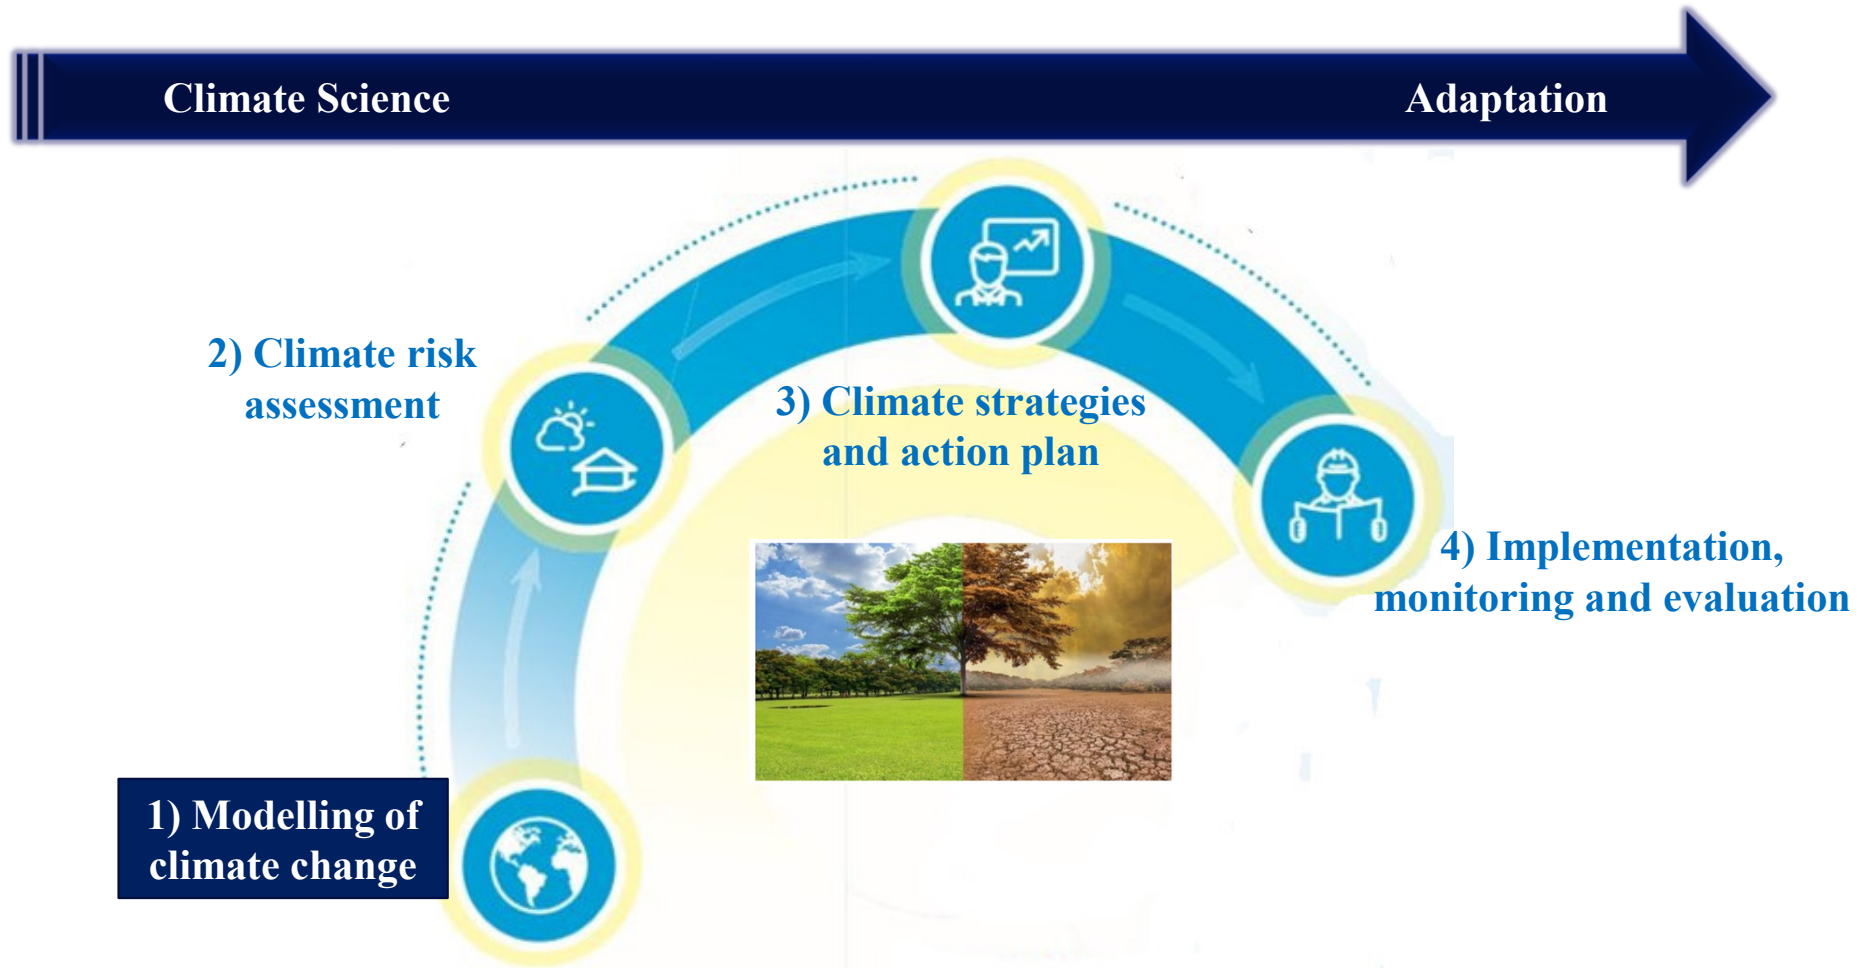 Climate Science
Adaptation
2) Climate risk
assessment
3) Climate strategies
and action plan
4) Implementation,
monitoring and evaluation
1) Modelling of
climate change